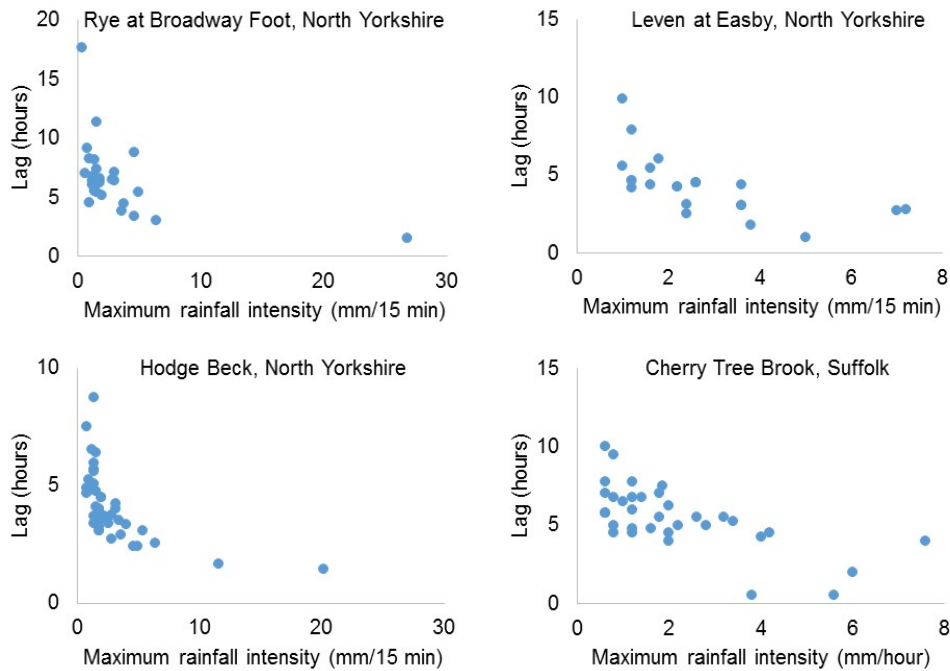 Rye at Broadway Foot, North Yorkshire
Lag (hours)
20
15
10
5
0
0 10 20 30
Maximum rainfall intensity (mm/15 min)
Leven at Easby, North Yorkshire
Lag (hours)
15
10
5
0
0 2 4 6 8
Maximum rainfall intensity (mm/15 min)
Hodge Beck, North Yorkshire
Lag (hours)
10
5
0
0 10 20 30
Maximum rainfall intensity (mm/15 min)
Cherry Tree Brook, Suffolk
Lag (hours)
15
10
5
0
0 2 4 6 8
Maximum rainfall intensity (mm/hour)